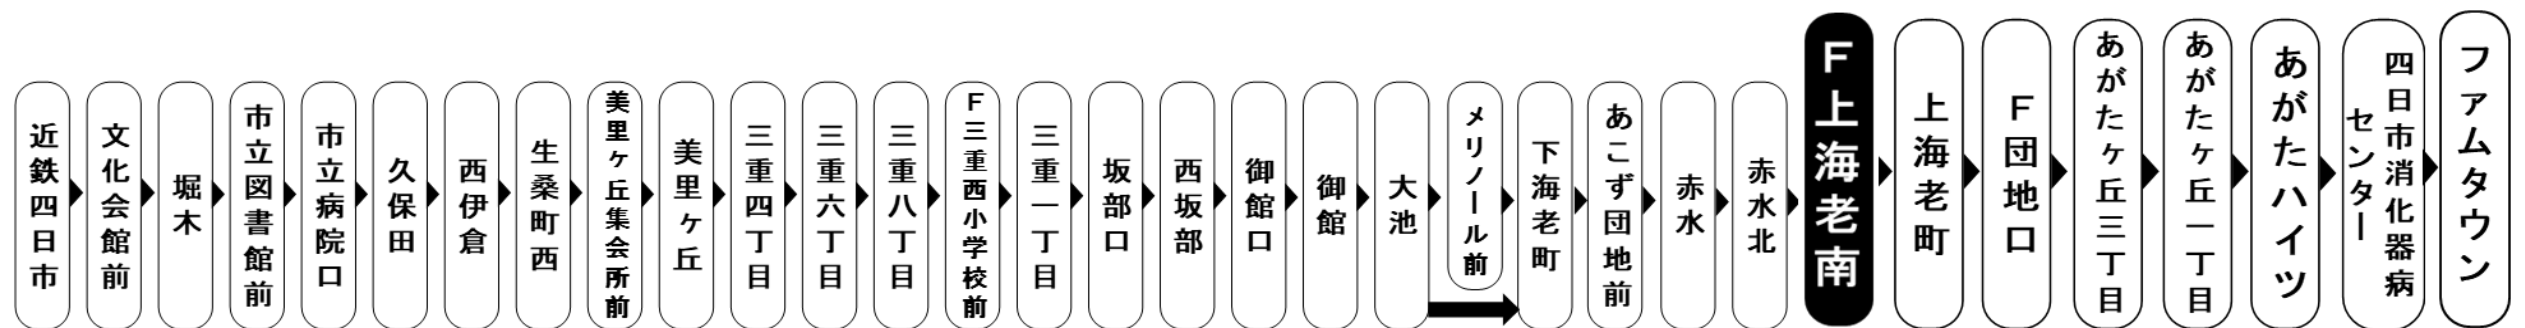 近鉄四日市
文化会館前
堀木
市立図書館前
市立病院口
久保田
西伊倉
生桑町西
美里ヶ丘集会所前
美里ヶ丘
三重四丁目
三重六丁目
三重八丁目
F三重西小学校前
三重一丁目
坂部口
西坂部
御館口
御館
大池
メリノール前
下海老町
あこず団地前
赤水
赤水北
F上海老南
上海老町
F団地口
あがたヶ丘三丁目
あがたヶ丘一丁目
あがたハイツ
四日市消化器病
センター
ファムタウン